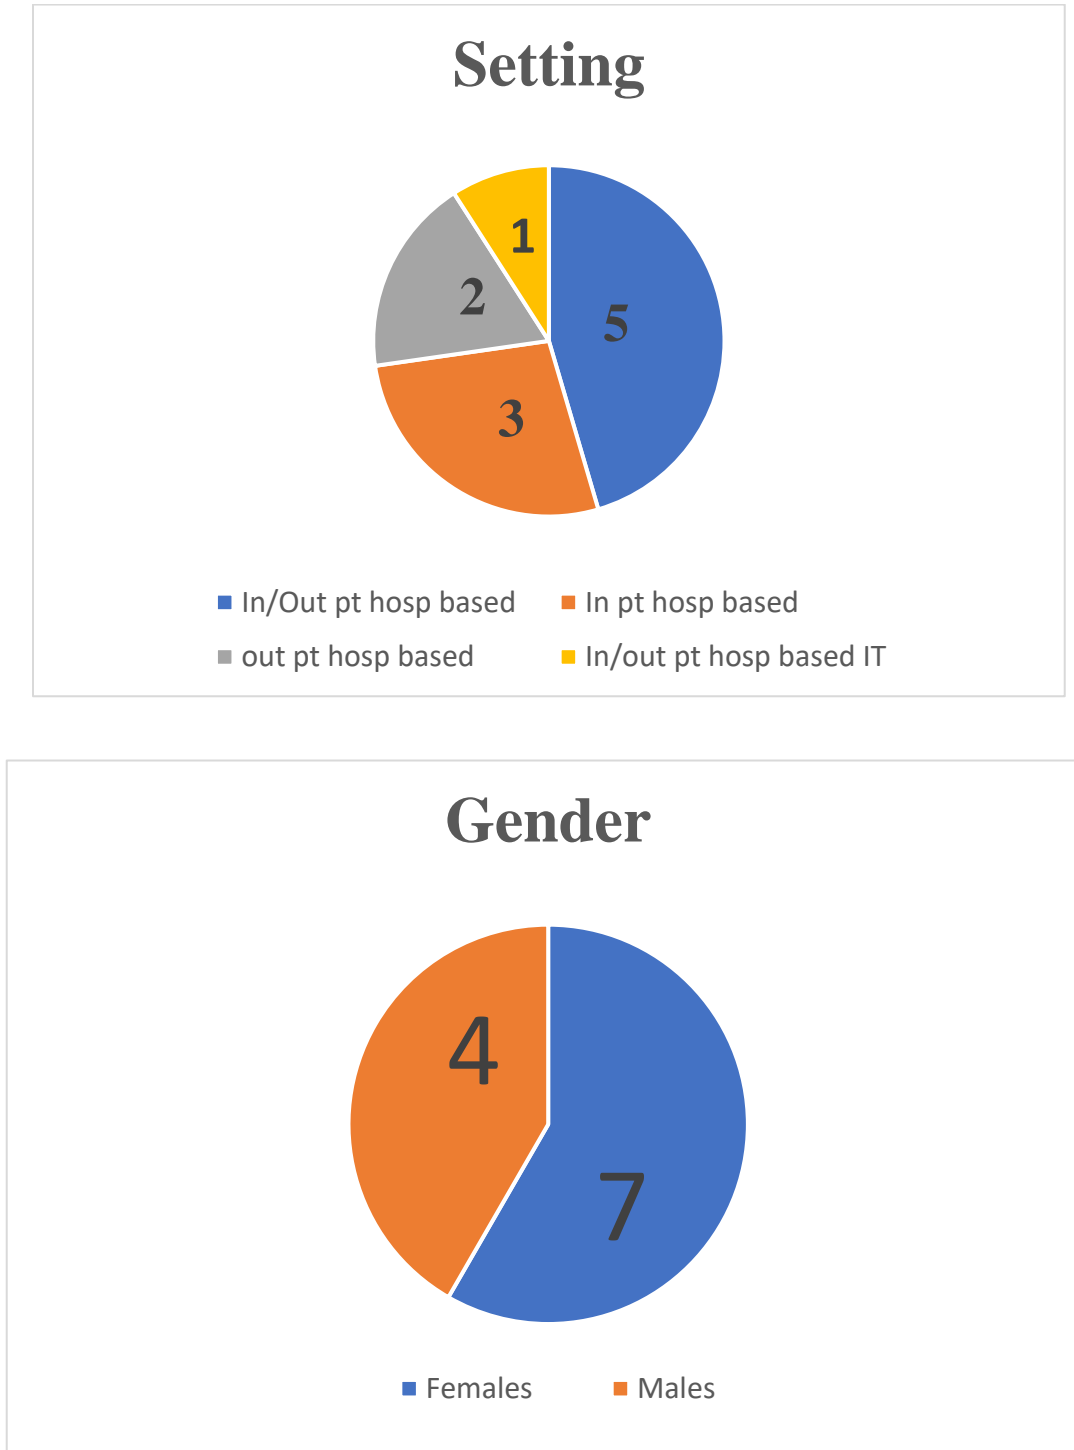 Setting
1
2
5
3
In/Out pt hosp based
In pt hosp based
out pt hosp based
In/out pt hosp based IT
Gender
4
7
Females
Males